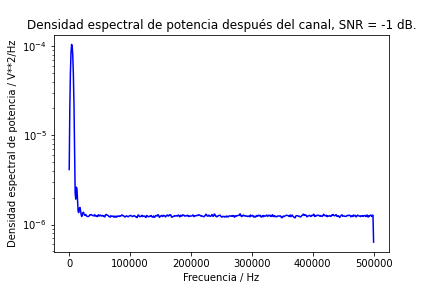 Densidad espectral de potencia después del canal, SNR = -1 dB.
Densidad espectral de potencia / V**2/Hz
10⁻⁴
10⁻⁵
10⁻⁶
0 100000 200000 300000 400000 500000
Frecuencia / Hz